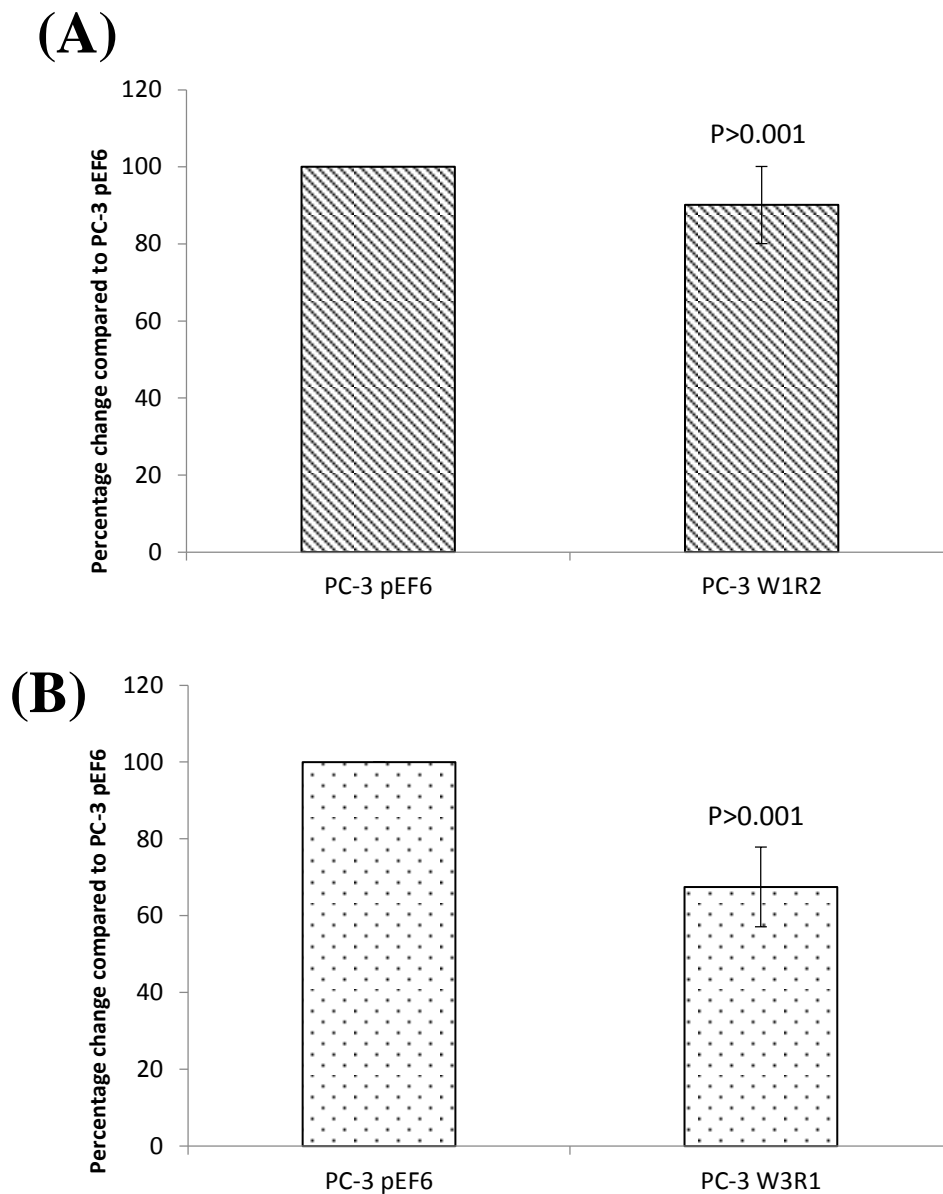 (A)
Percentage change compared to PC-3 pEF6
120
100
80
60
40
20
0
P>0.001
PC-3 pEF6
PC-3 W1R2
(B)
Percentage change compared to PC-3 pEF6
120
100
80
60
40
20
0
P>0.001
PC-3 pEF6
PC-3 W3R1